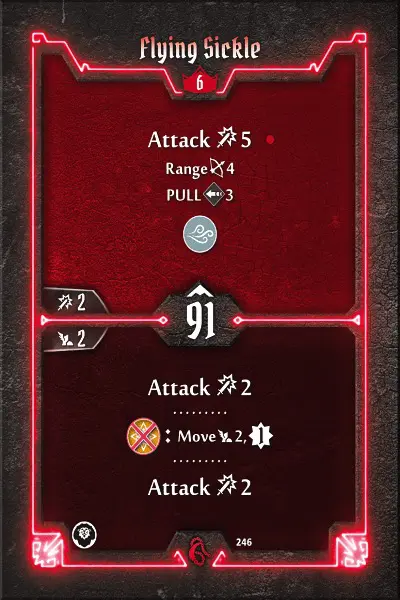 Flying Sickle
6
Attack 5
Range 4
PULL 3
2
91
2
Attack 2
: Move 2, 1
Attack 2
246